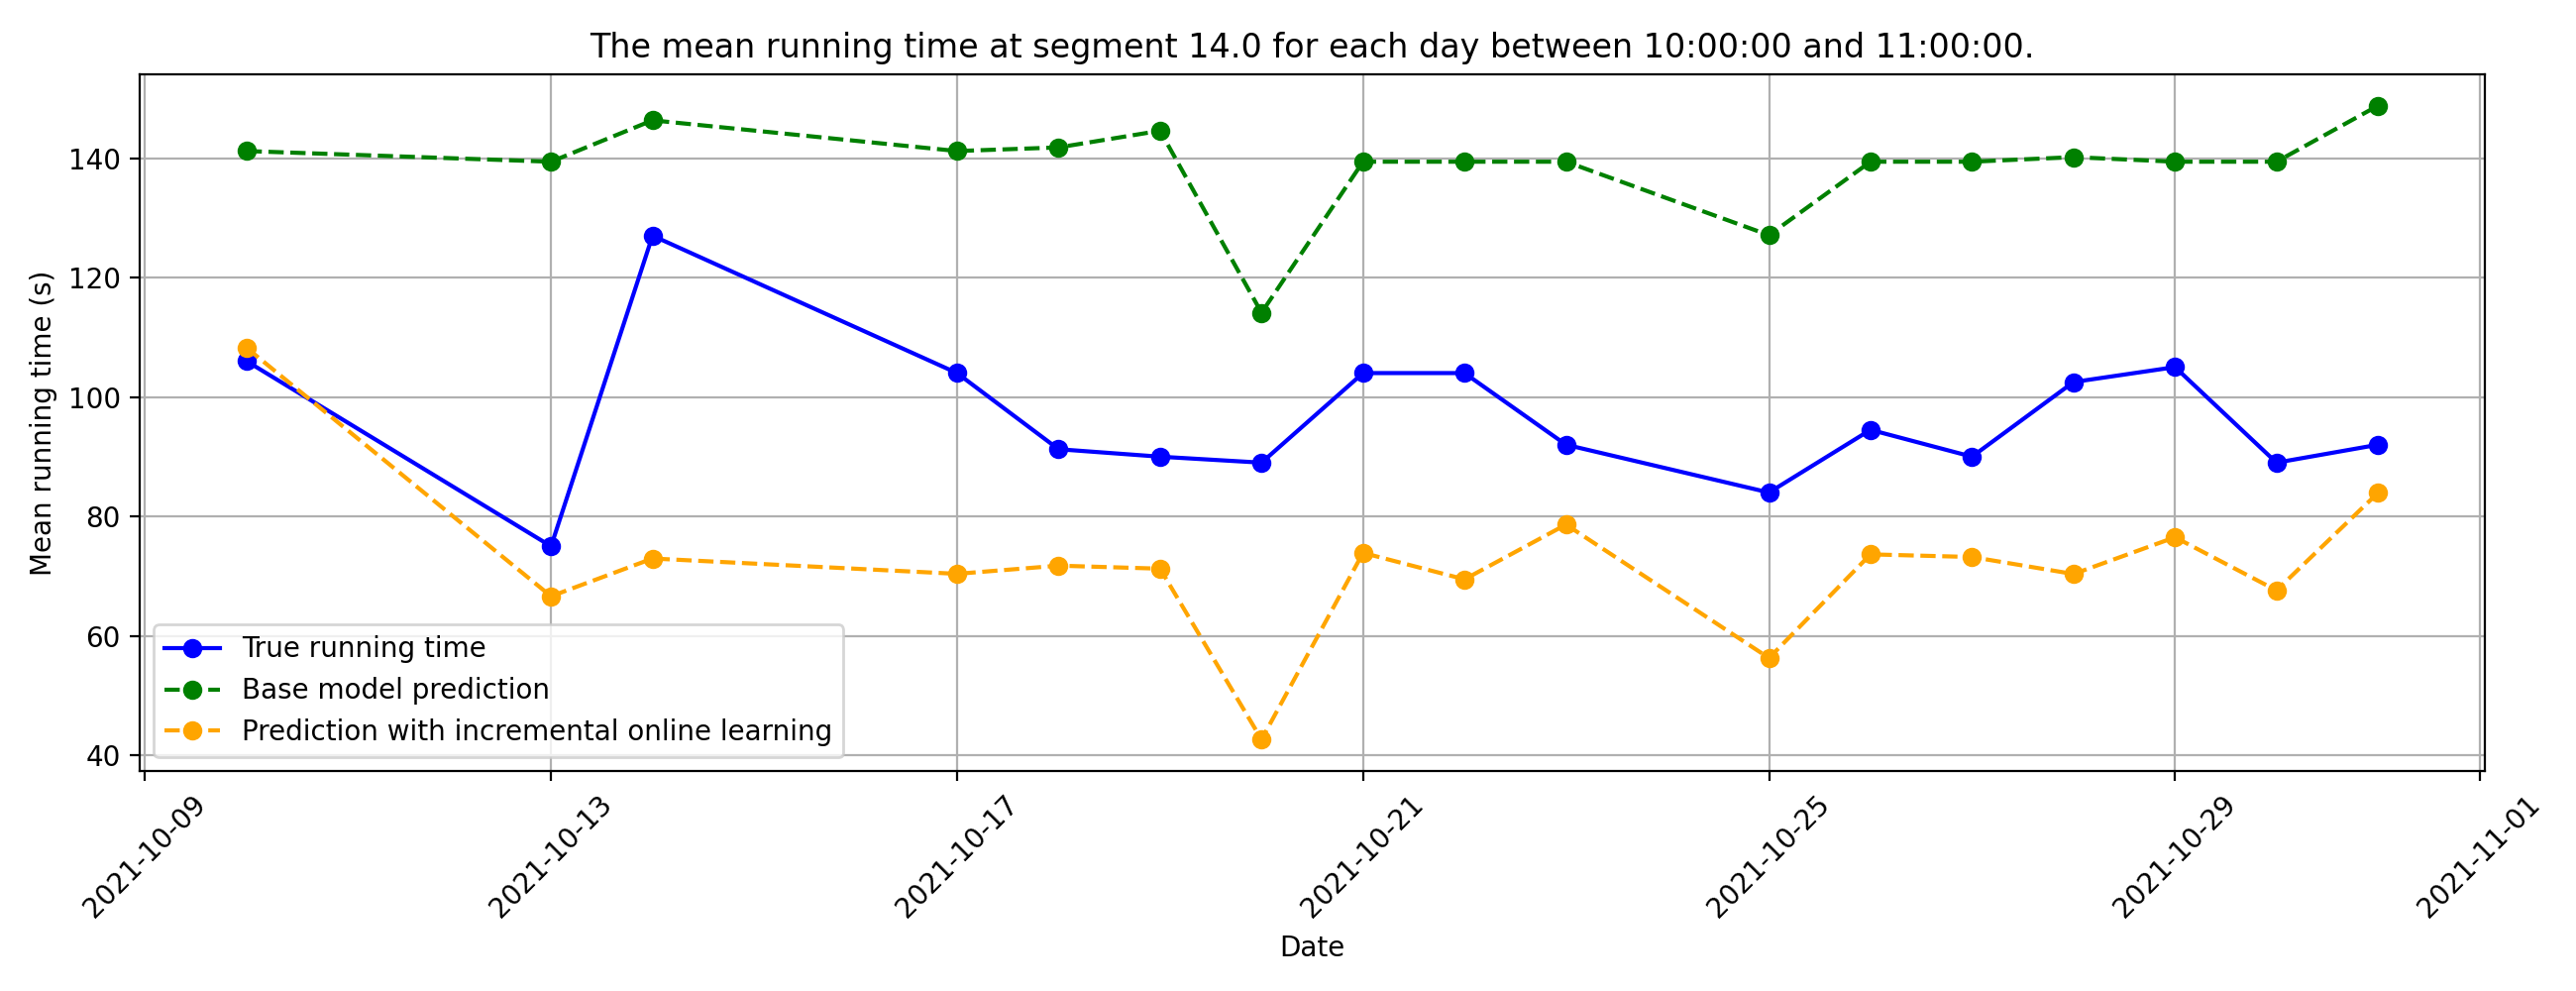 The mean running time at segment 14.0 for each day between 10:00:00 and 11:00:00.
Mean running time (s)
140
120
100
80
60
40
True running time
Base model prediction
Prediction with incremental online learning
2021-10-09
2021-10-13
2021-10-17
2021-10-21
2021-10-25
2021-10-29
2021-11-01
Date